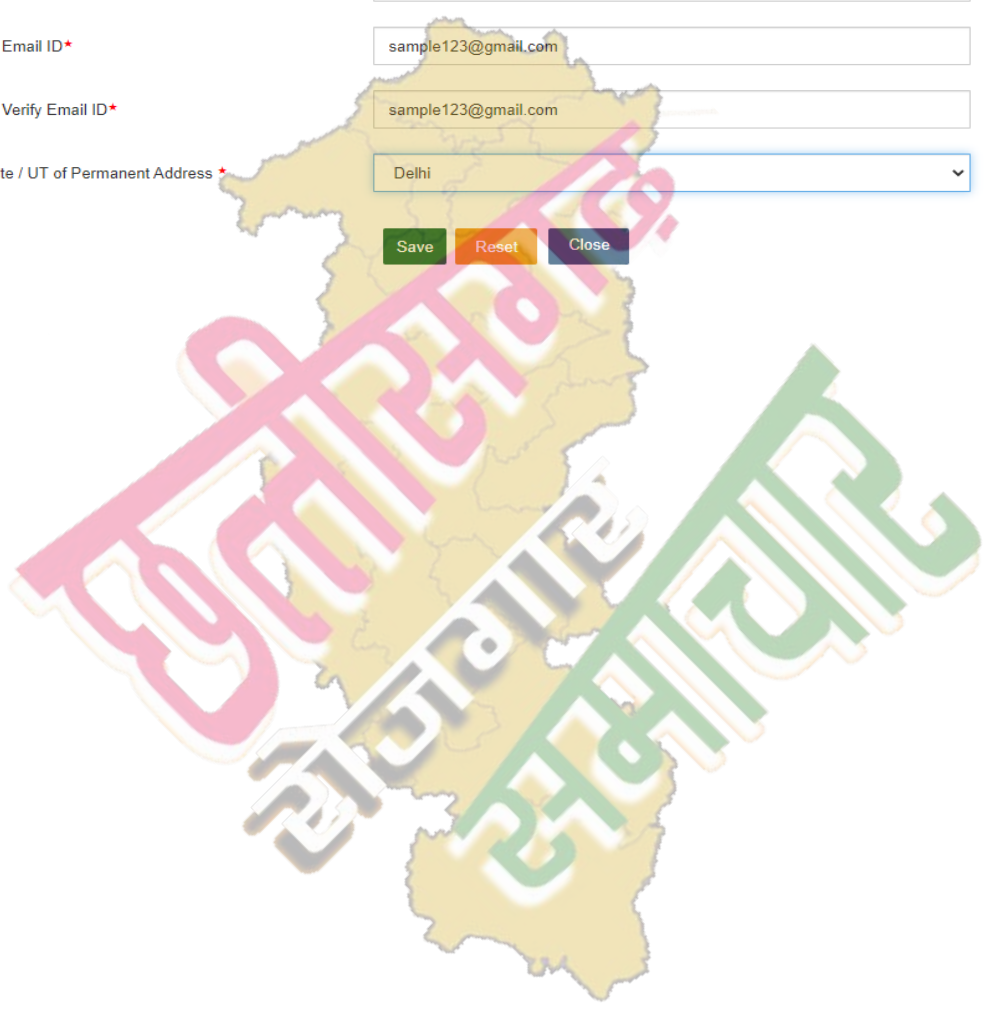 Email ID*
sample123@gmail.com
Verify Email ID*
sample123@gmail.com
te / UT of Permanent Address *
Delhi
Save Reset Close
छत्तीसगढ़
रोजगार
समाचार